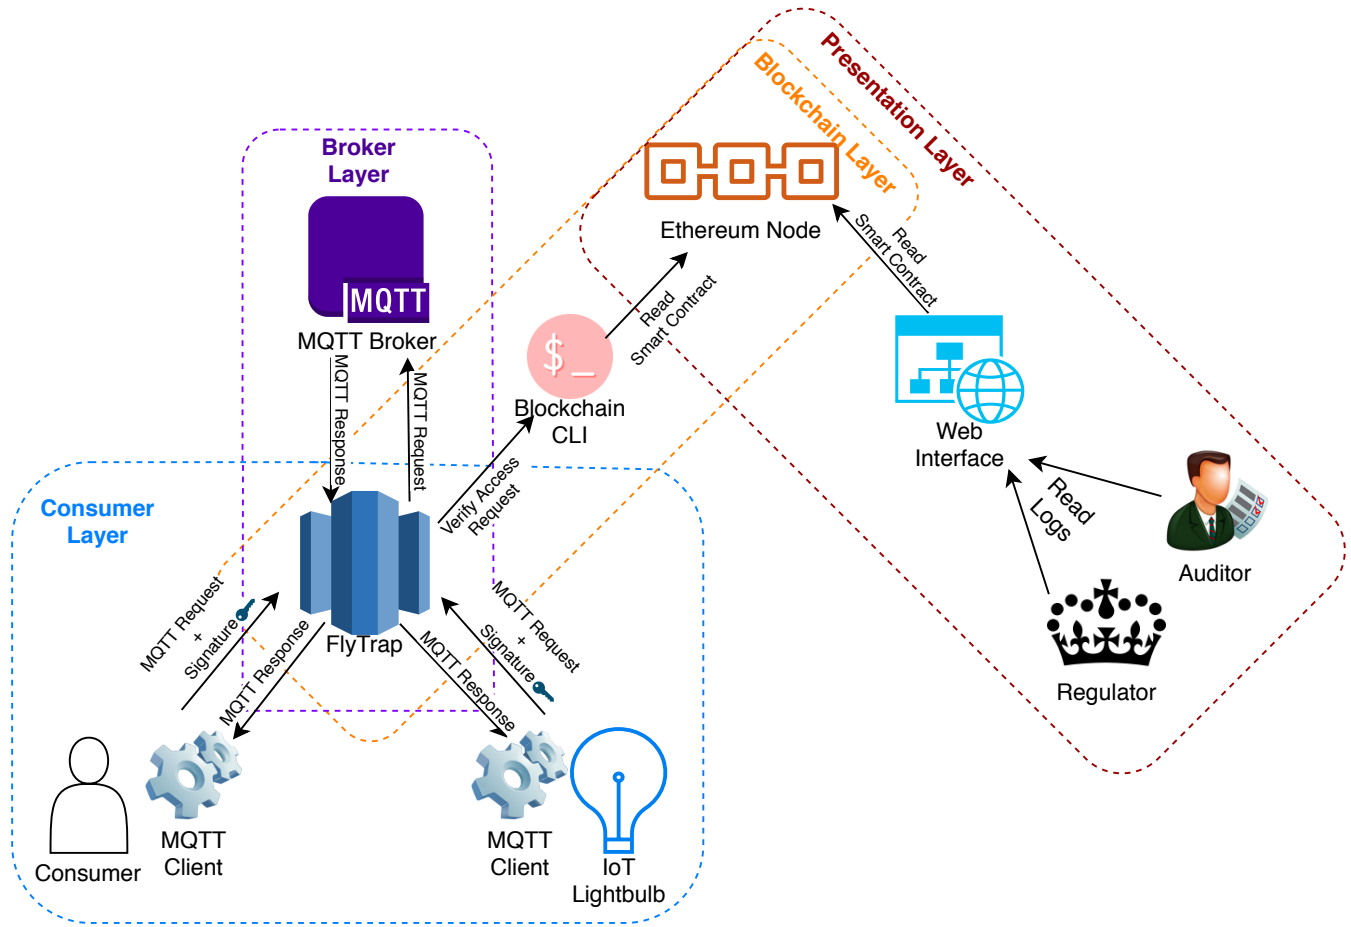 Presentation Layer
Blockchain Layer
Broker
Layer
MQTT
MQTT Broker
Ethereum Node
Read
Smart Contract
Read
Smart Contract
$_
Blockchain
CLI
MQTT Response
MQTT Request
Verify Access
Request
Web
Interface
Read
Logs
Auditor
Regulator
Consumer
Layer
FlyTrap
MQTT Request
+
Signature
MQTT Response
MQTT Response
MQTT Request
+
Signature
Consumer
MQTT
Client
MQTT
Client
IoT
Lightbulb